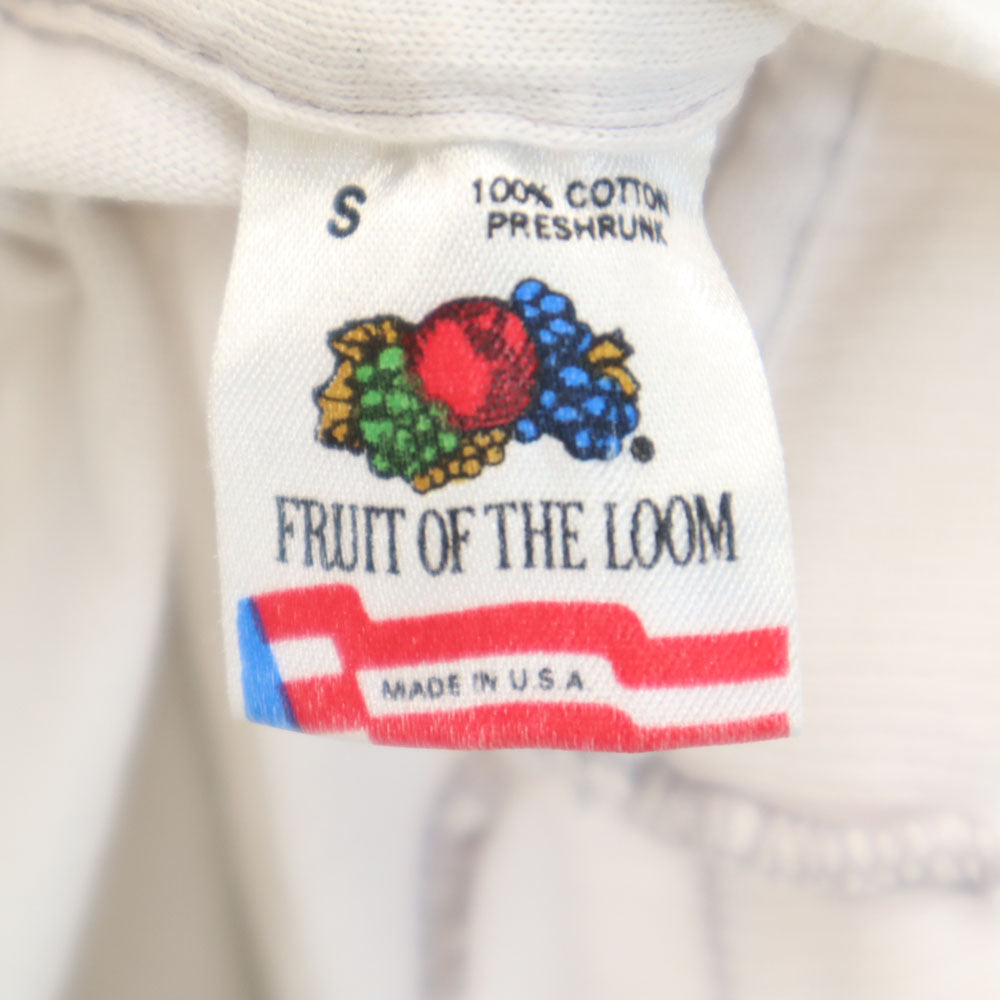 S
100% COTTON
PRESHRUNK
FRUIT OF THE LOOM
MADE IN U.S.A.